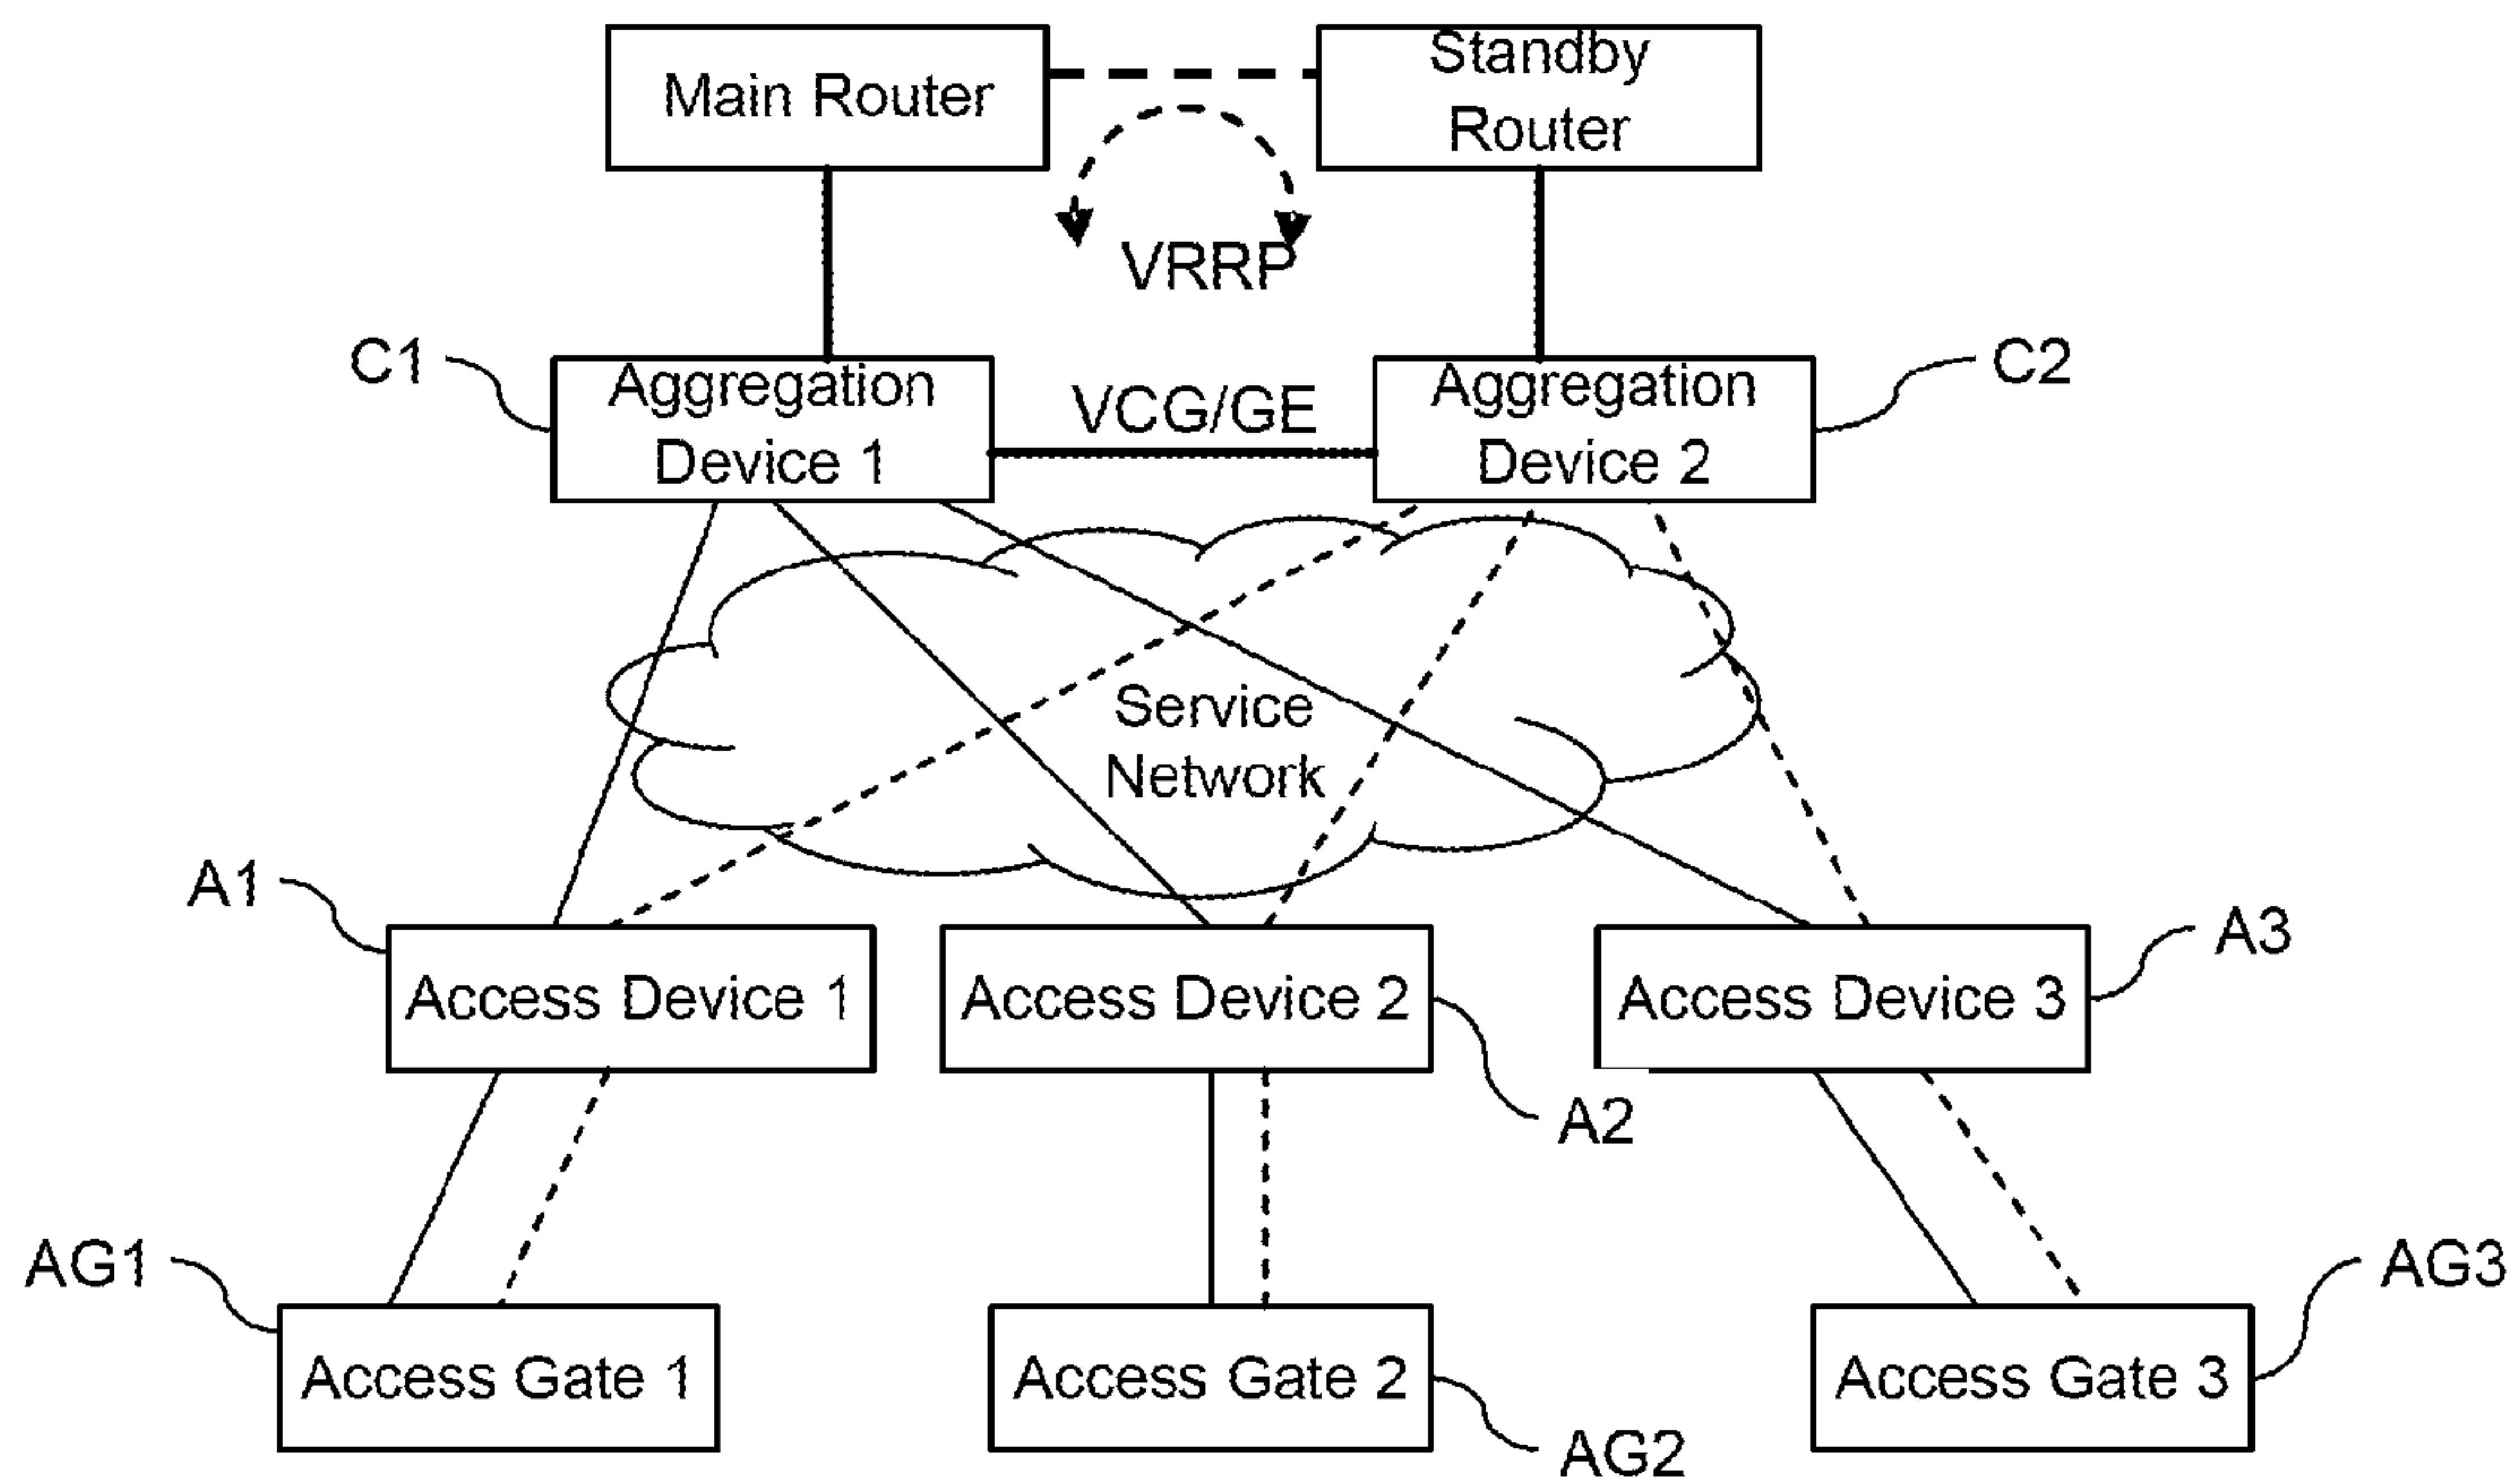 Main Router
Standby
Router
VRRP
C1
Aggregation
Device 1
VCG/GE
Aggregation
Device 2
C2
Service
Network
A1
Access Device 1
Access Device 2
A2
Access Device 3
A3
AG1
Access Gate 1
Access Gate 2
AG2
Access Gate 3
AG3